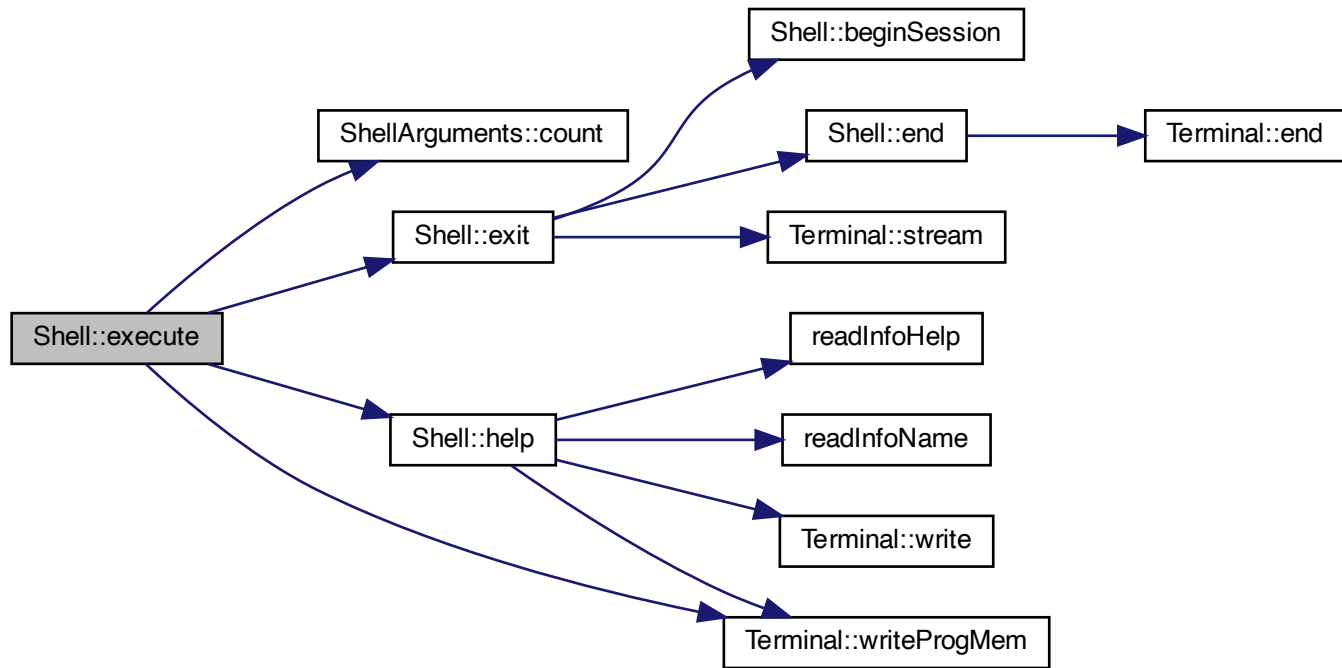 Shell::beginSession
ShellArguments::count
Shell::end
Terminal::end
Shell::exit
Terminal::stream
Shell::execute
readInfoHelp
Shell::help
readInfoName
Terminal::write
Terminal::writeProgMem